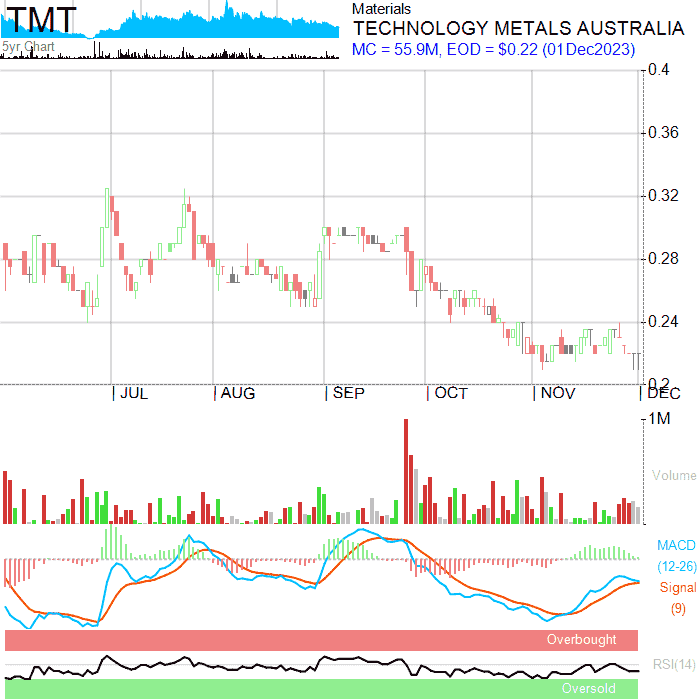 TMT
5yr Chart
Materials
TECHNOLOGY METALS AUSTRALIA
MC = 55.9M, EOD = $0.22 (01Dec2023)
0.4
0.36
0.32
0.28
0.24
0.2
JUL
AUG
SEP
OCT
NOV
DEC
1M
Volume
MACD
(12-26)
Signal
(9)
Overbought
RSI(14)
Oversold